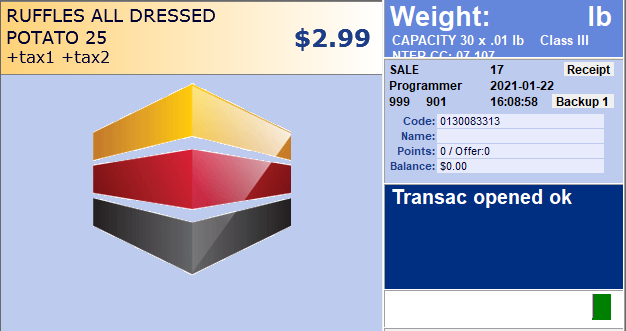 RUFFLES ALL DRESSED
POTATO 25
+tax1 +tax2
$2.99
Weight: lb
CAPACITY 30 x .01 lb Class III
NTEP CC: 07-107
SALE 17 Receipt
Programmer 2021-01-22
999 901 16:08:58 Backup 1
Code: 0130083313
Name:
Points: 0 / Offer:0
Balance: $0.00
Transac opened ok